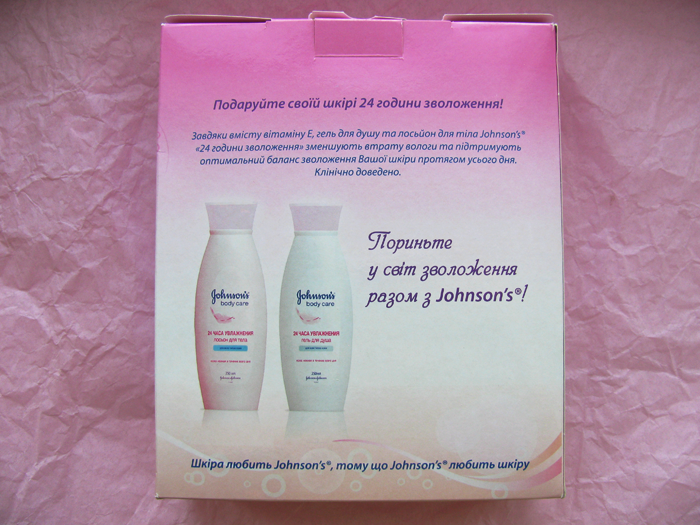 Подаруйте своїй шкірі 24 години зволоження!
Завдяки вмісту вітаміну Е, гель для душу та лосьйон для тіла Johnson's®
«24 години зволоження» зменшують втрату вологи та підтримують
оптимальний баланс зволоження Вашої шкіри протягом усього дня.
Клінічно доведено.
Пориньте
у світ зволоження
разом з Johnson's®!
Johnson's
body care
24 ЧАСА УВЛАЖНЕНИЯ
ЛОСЬОН ДЛЯ ТЕЛА
Johnson's
body care
24 ЧАСА УВЛАЖНЕНИЯ
ГЕЛЬ ДЛЯ ДУША
Шкіра любить Johnson's®, тому що Johnson's® любить шкіру